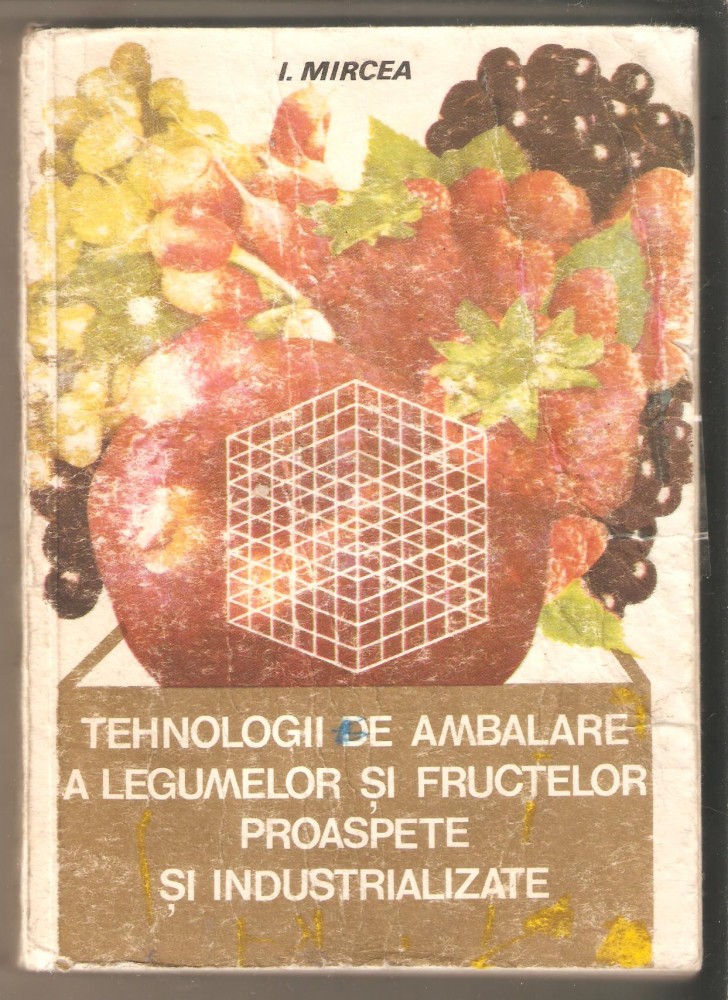 I. MIRCEA
TEHNOLOGII DE AMBALARE
A LEGUMELOR ȘI FRUCTELOR
PROASPETE
ȘI INDUSTRIALIZATE